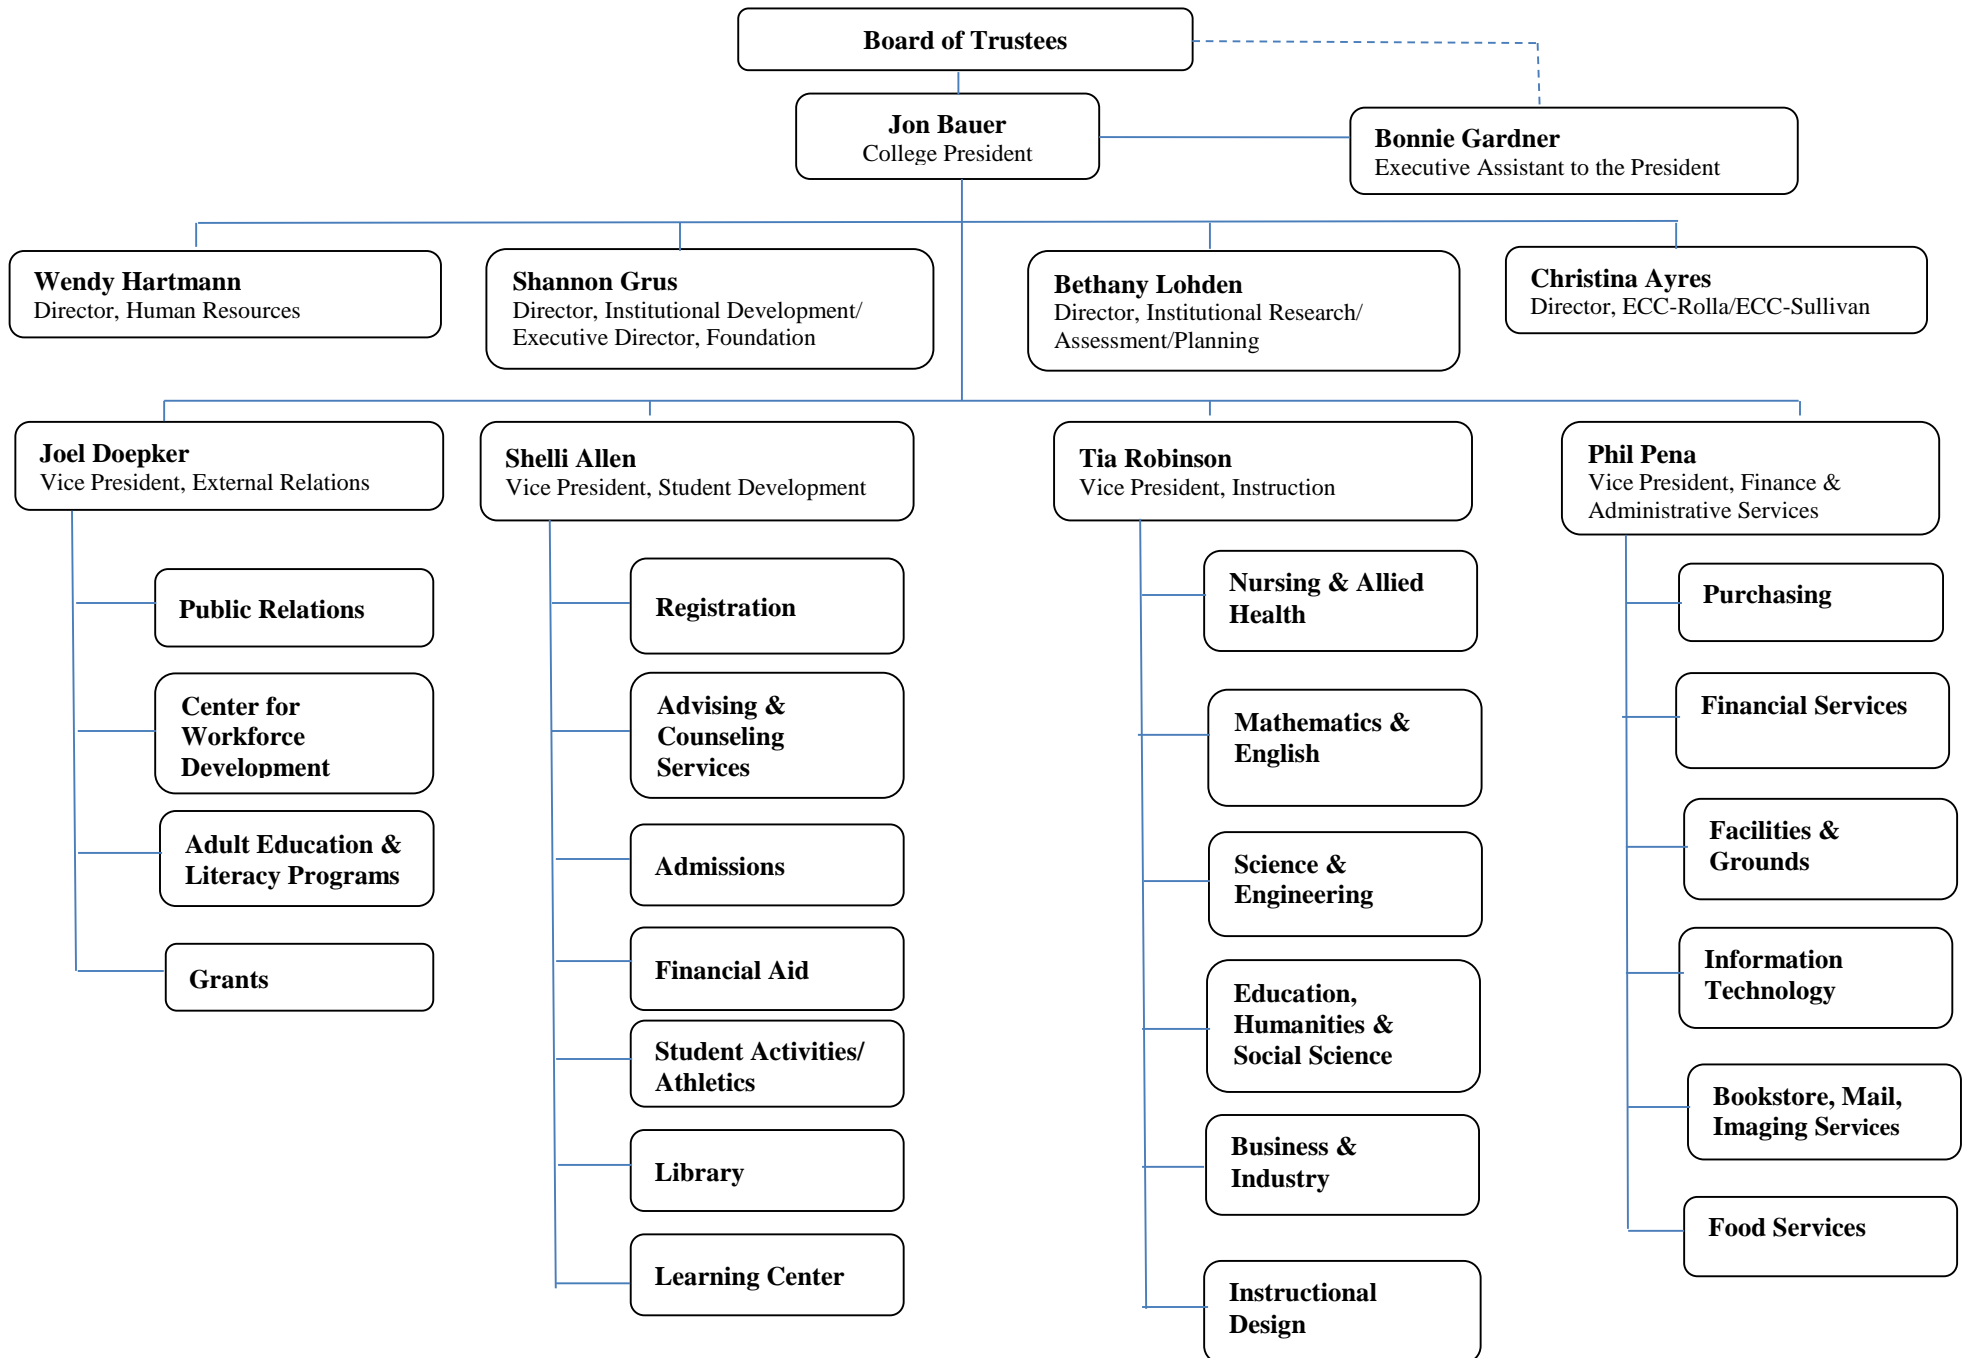 Board of Trustees
Jon Bauer
College President
Bonnie Gardner
Executive Assistant to the President
Wendy Hartmann
Director, Human Resources
Shannon Grus
Director, Institutional Development/
Executive Director, Foundation
Bethany Lohden
Director, Institutional Research/
Assessment/Planning
Christina Ayres
Director, ECC-Rolla/ECC-Sullivan
Joel Doepker
Vice President, External Relations
Shelli Allen
Vice President, Student Development
Tia Robinson
Vice President, Instruction
Phil Pena
Vice President, Finance &
Administrative Services
Public Relations
Center for
Workforce
Development
Adult Education &
Literacy Programs
Grants
Registration
Advising &
Counseling
Services
Admissions
Financial Aid
Student Activities/
Athletics
Library
Learning Center
Nursing & Allied
Health
Mathematics &
English
Science &
Engineering
Education,
Humanities &
Social Science
Business &
Industry
Instructional
Design
Purchasing
Financial Services
Facilities &
Grounds
Information
Technology
Bookstore, Mail,
Imaging Services
Food Services